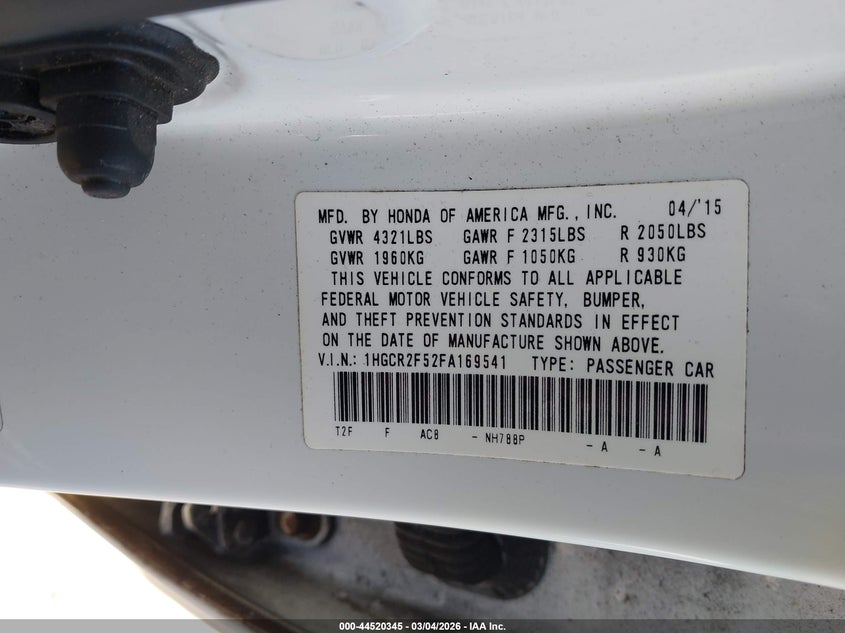 MFD. BY HONDA OF AMERICA MFG., INC. 04/'15
GVWR 4321LBS GAWR F 2315LBS R 2050LBS
GVWR 1960KG GAWR F 1050KG R 930KG
THIS VEHICLE CONFORMS TO ALL APPLICABLE
FEDERAL MOTOR VEHICLE SAFETY, BUMPER,
AND THEFT PREVENTION STANDARDS IN EFFECT
ON THE DATE OF MANUFACTURE SHOWN ABOVE.
V.I.N.: 1HGCR2F52FA169541 TYPE: PASSENGER CAR
T2F F AC8 - NH788P - A - A
000-44520345 - 03/04/2026 - IAA Inc.